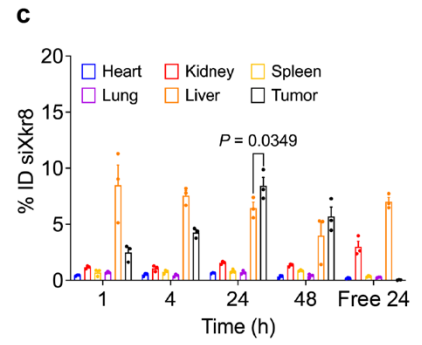 c
% ID siXkr8
20
15
10
5
0
Heart
Kidney
Spleen
Lung
Liver
Tumor
P = 0.0349
1
4
24
48
Free 24
Time (h)